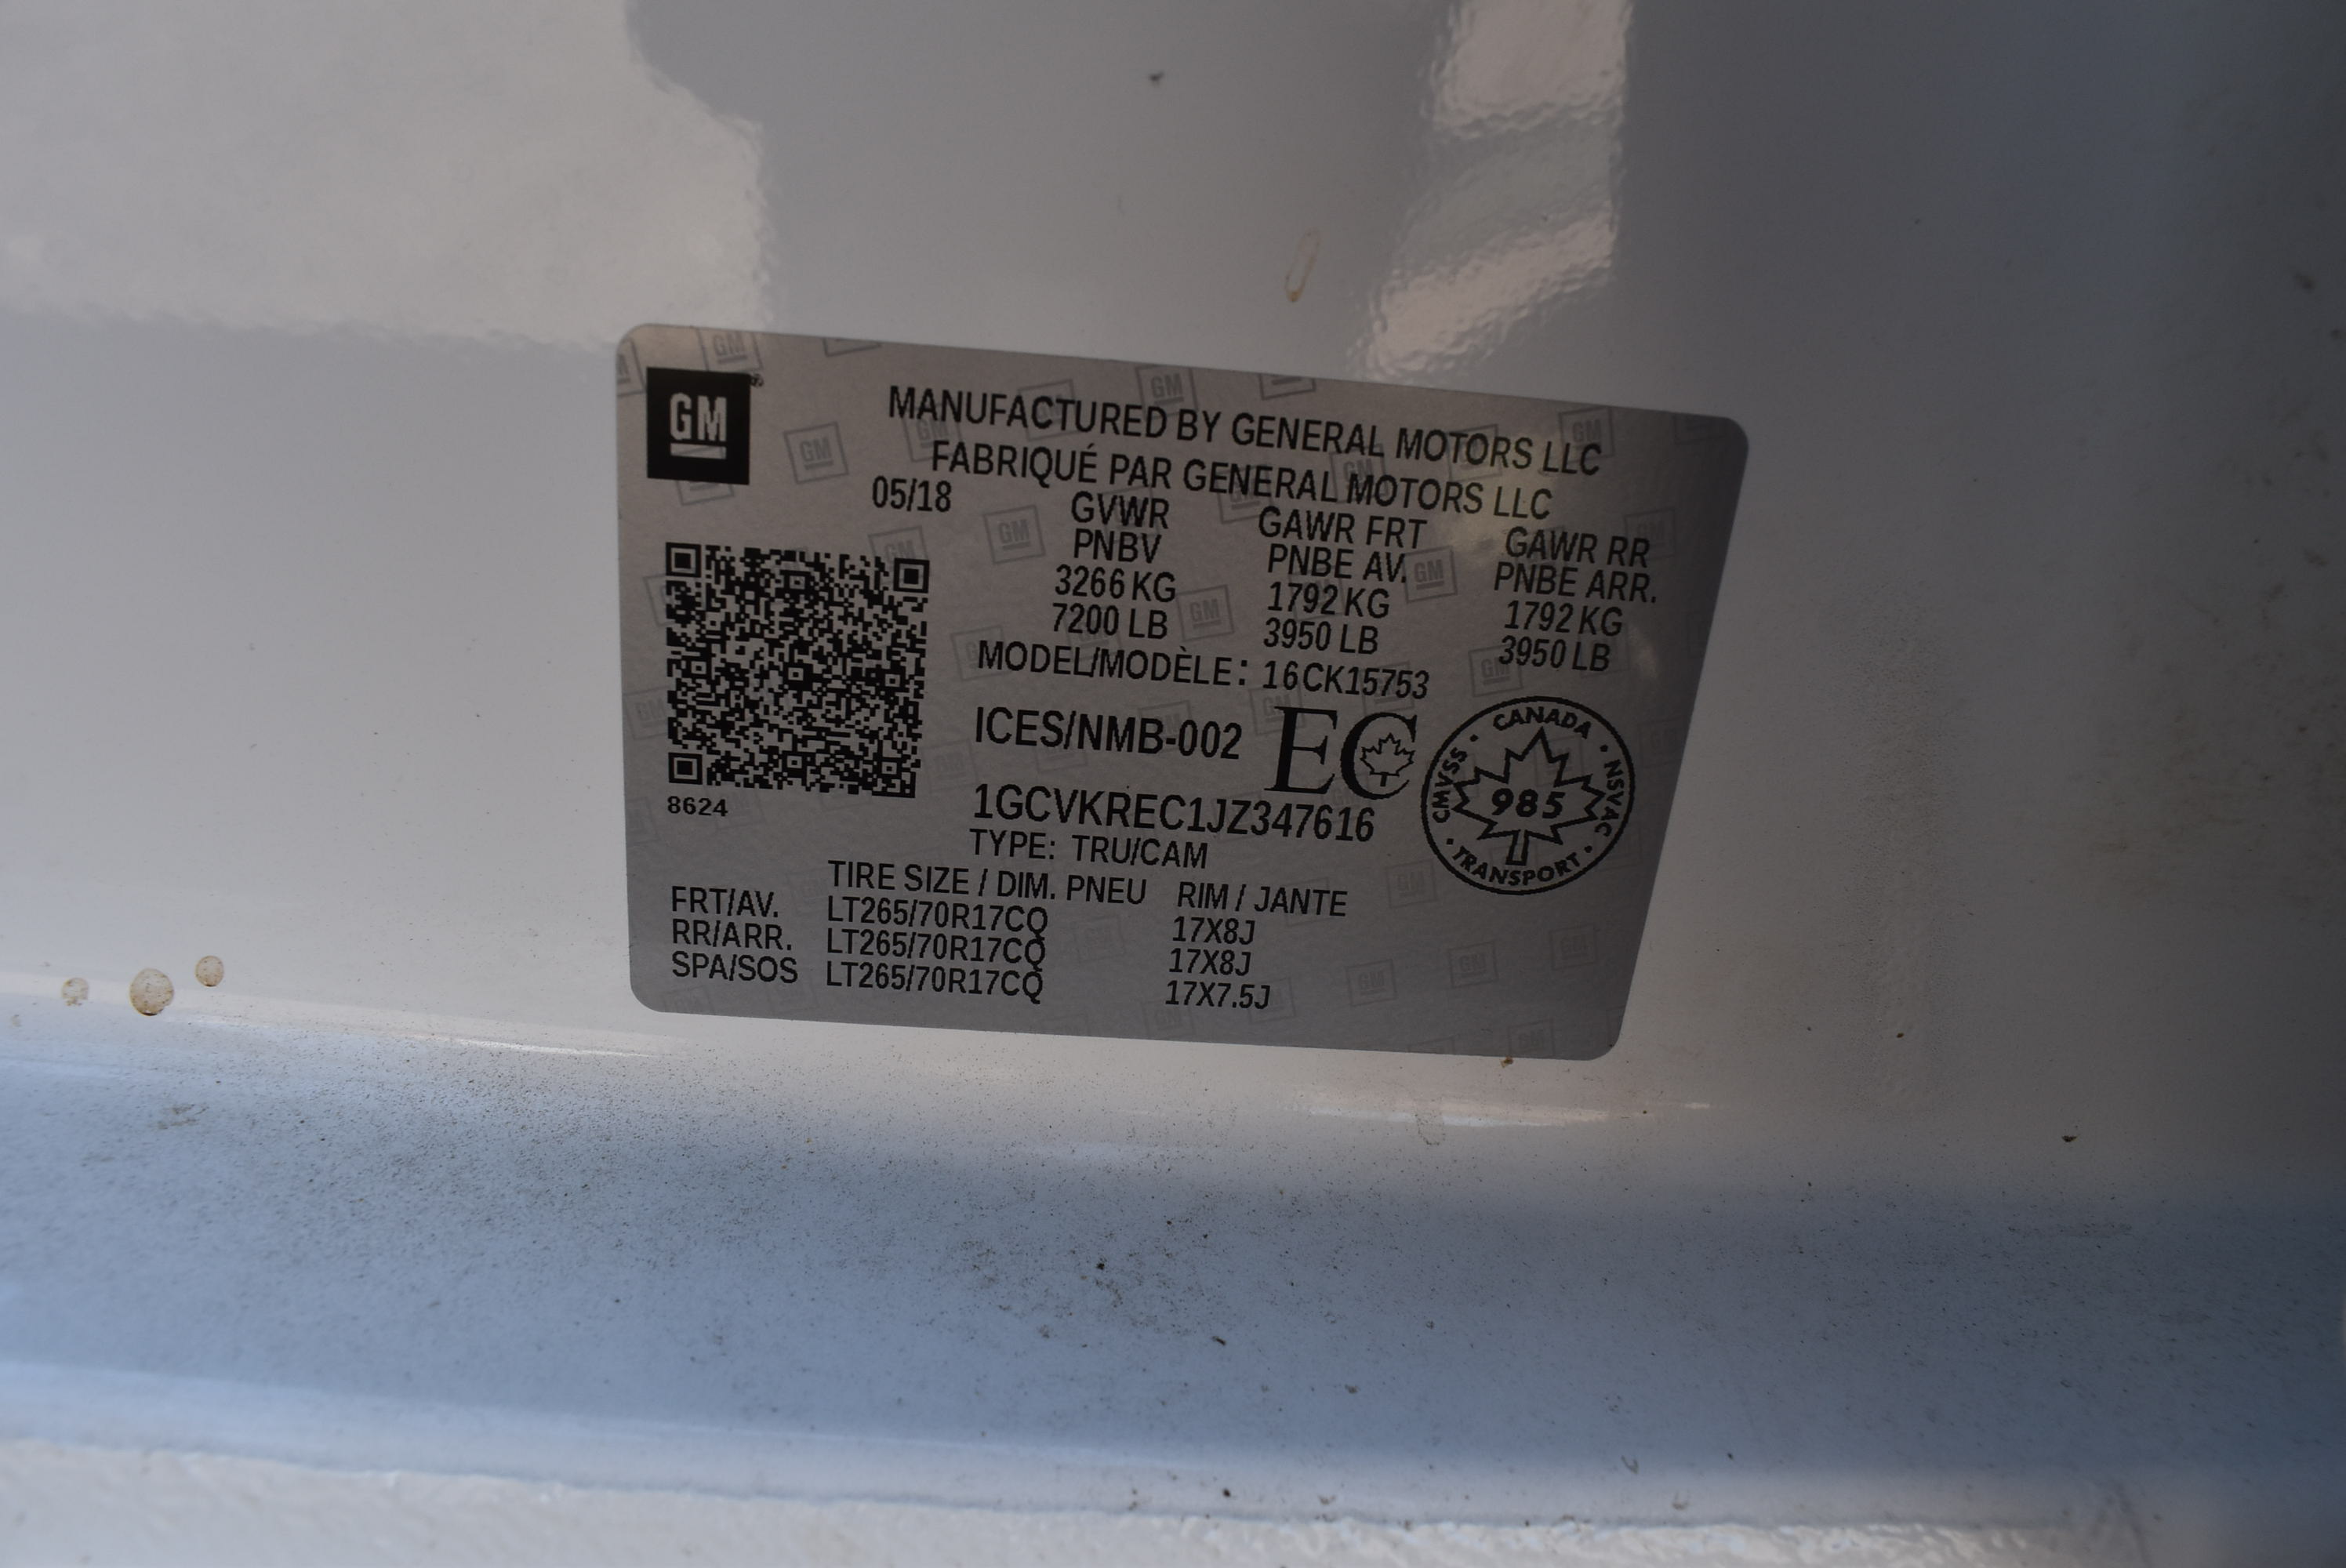 GM
MANUFACTURED BY GENERAL MOTORS LLC
FABRIQUÉ PAR GENERAL MOTORS LLC
05/18 GVWR GAWR FRT GAWR RR
PNBV PNBE AV. PNBE ARR.
3266 KG 1792 KG 1792 KG
7200 LB 3950 LB 3950 LB
MODEL/MODÈLE: 16CK15753
ICES/NMB-002 EC
CANADA
CMVSS 985 NSVAC
TRANSPORT
8624
1GCVKREC1JZ347616
TYPE: TRU/CAM
TIRE SIZE / DIM. PNEU RIM / JANTE
FRT/AV. LT265/70R17CQ 17X8J
RR/ARR. LT265/70R17CQ 17X8J
SPA/SOS LT265/70R17CQ 17X7.5J